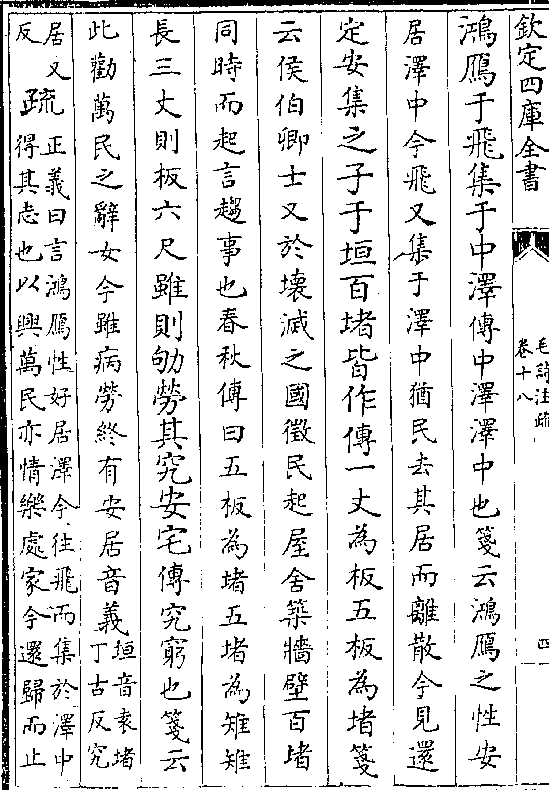 欽定四庫全書
毛詩注疏
卷十八
四
鴻鴈于飛集于中澤傳中澤澤中也箋云鴻鴈之性安
居澤中今飛又集于澤中猶民去其居而離散今見還
定安集之子于垣百堵皆作傳一丈為板五板為堵箋
云侯伯卿士又於壊滅之國徵民起屋舍築牆壁百堵
同時而起言趨事也春秋傳曰五板為堵五堵為雉雉
長三丈則板六尺雖則劬勞其究安宅傳究窮也箋云
此勸萬民之辭女今雖病勞終有安居音義垣音袁堵
丁古反究
居又
反
疏正義曰言鴻鴈性好居澤今往飛而集於澤中
得其志也以興萬民亦情樂處家今還歸而止